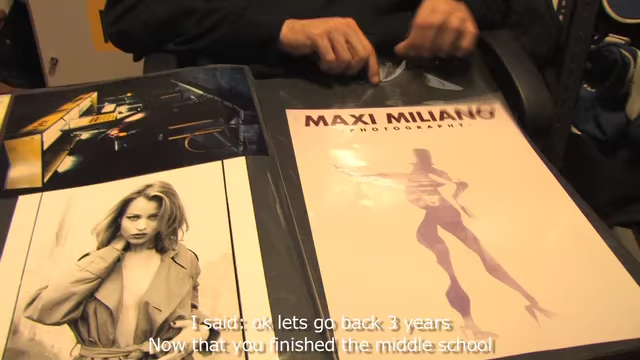 MAXI MILIANO
PHOTOGRAPHY
I said: ok lets go back 3 years
Now that you finished the middle school